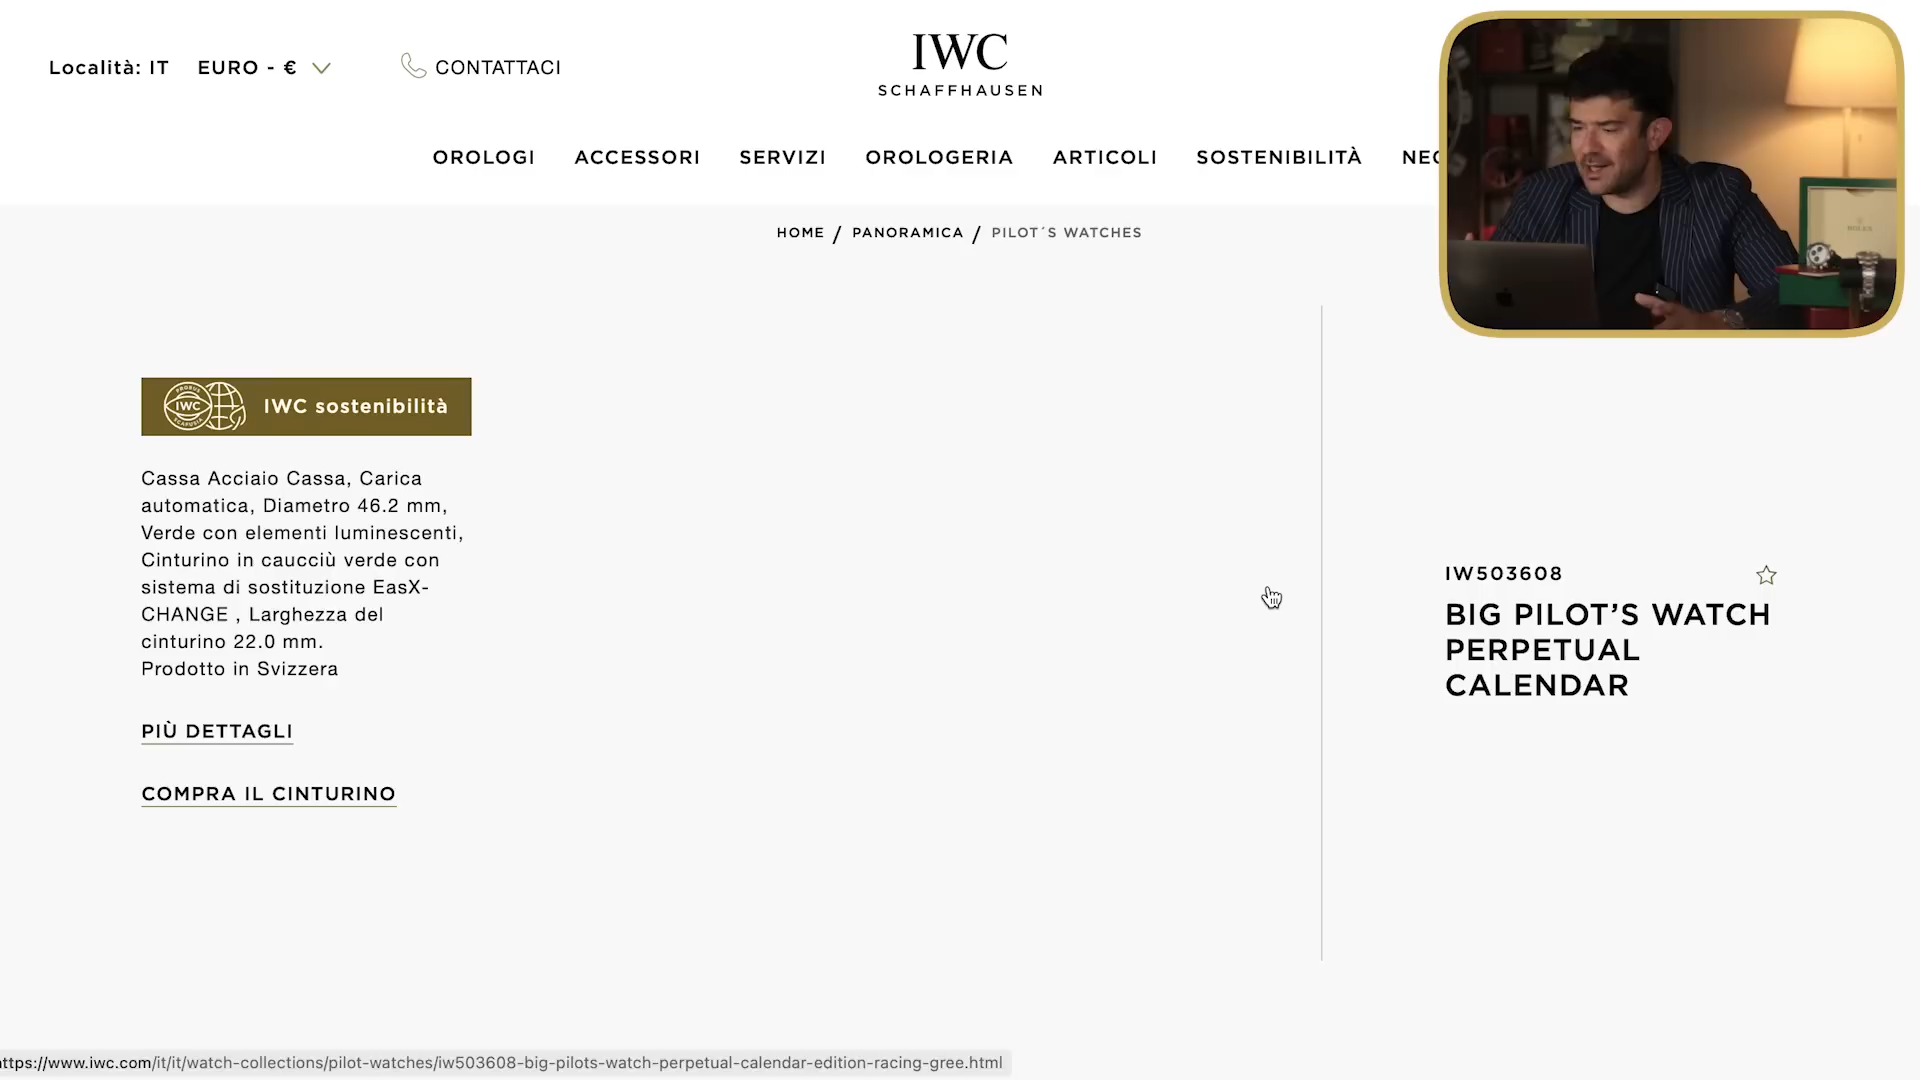 Località: IT EURO - € CONTATTACI
IWC
SCHAFFHAUSEN
OROLOGI ACCESSORI SERVIZI OROLOGERIA ARTICOLI SOSTENIBILITÀ
HOME / PANORAMICA / PILOT´S WATCHES
IWC IWC sostenibilità
Cassa Acciaio Cassa, Carica
automatica, Diametro 46.2 mm,
Verde con elementi luminescenti,
Cinturino in caucciù verde con
sistema di sostituzione EasX-
CHANGE , Larghezza del
cinturino 22.0 mm.
Prodotto in Svizzera
PIÙ DETTAGLI
COMPRA IL CINTURINO
IW503608
BIG PILOT’S WATCH
PERPETUAL
CALENDAR
ROLEX
ttps://www.iwc.com/it/it/watch-collections/pilot-watches/iw503608-big-pilots-watch-perpetual-calendar-edition-racing-gree.html